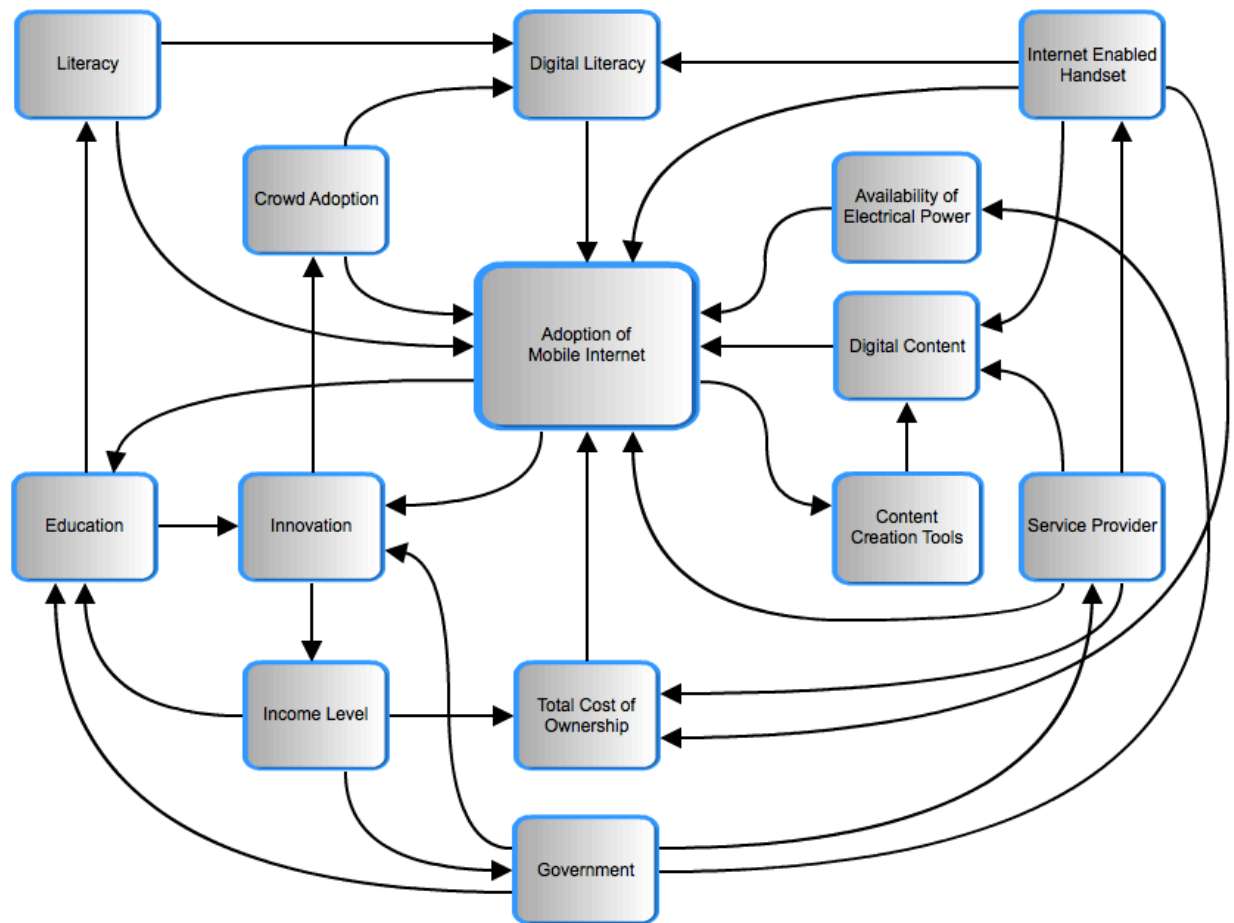 Literacy
Digital Literacy
Internet Enabled
Handset
Crowd Adoption
Availability of
Electrical Power
Adoption of
Mobile Internet
Digital Content
Education
Innovation
Content
Creation Tools
Service Provider
Income Level
Total Cost of
Ownership
Government